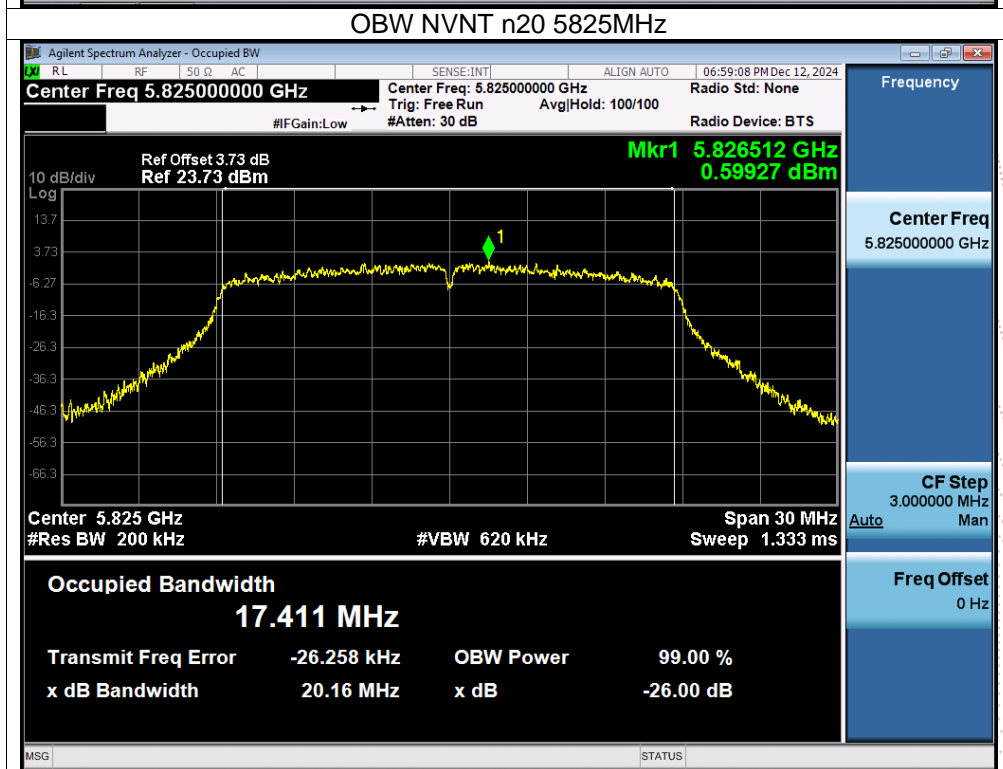 OBW NVNT n20 5825MHz
Agilent Spectrum Analyzer - Occupied BW
LXI RL RF 50 Ω AC SENSE:INT ALIGN AUTO 06:59:08 PM Dec 12, 2024
Center Freq 5.825000000 GHz
Center Freq: 5.825000000 GHz
Radio Std: None
Trig: Free Run Avg|Hold: 100/100
#IFGain:Low #Atten: 30 dB Radio Device: BTS
Frequency
Mkr1 5.826512 GHz
0.59927 dBm
Ref Offset 3.73 dB
10 dB/div Ref 23.73 dBm
Log
13.7
3.73
-6.27
-16.3
-26.3
-36.3
-46.3
-56.3
-66.3
1
Center 5.825 GHz Span 30 MHz
#Res BW 200 kHz #VBW 620 kHz Sweep 1.333 ms
Occupied Bandwidth
17.411 MHz
Transmit Freq Error -26.258 kHz OBW Power 99.00 %
x dB Bandwidth 20.16 MHz x dB -26.00 dB
Center Freq
5.825000000 GHz
CF Step
3.000000 MHz
Auto Man
Freq Offset
0 Hz
MSG STATUS